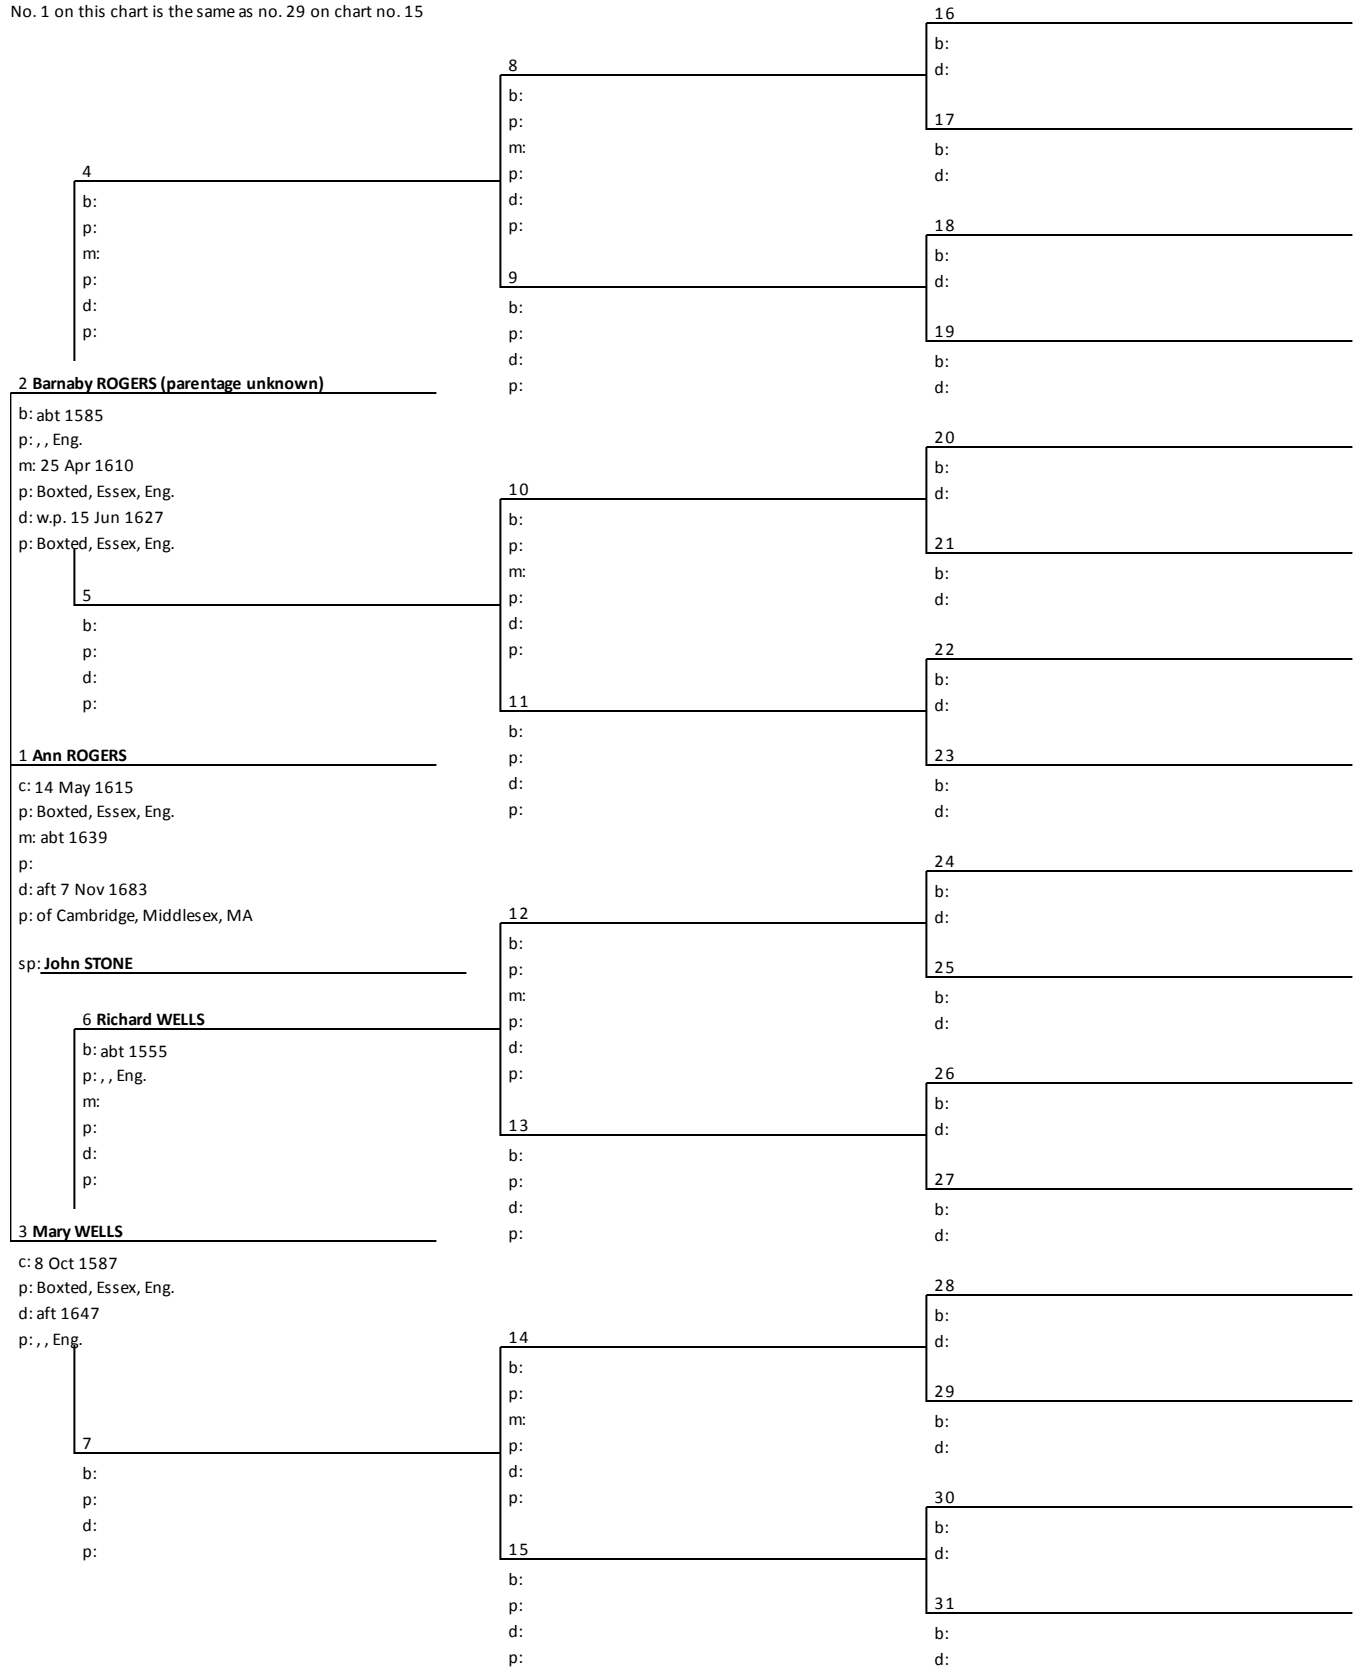 No. 1 on this chart is the same as no. 29 on chart no. 15
4
b:
p:
m:
p:
d:
p:
2 Barnaby ROGERS (parentage unknown)
b: abt 1585
p: , , Eng.
m: 25 Apr 1610
p: Boxted, Essex, Eng.
d: w.p. 15 Jun 1627
p: Boxted, Essex, Eng.
5
b:
p:
d:
p:
1 Ann ROGERS
c: 14 May 1615
p: Boxted, Essex, Eng.
m: abt 1639
p:
d: aft 7 Nov 1683
p: of Cambridge, Middlesex, MA
sp: John STONE
6 Richard WELLS
b: abt 1555
p: , , Eng.
m:
p:
d:
p:
3 Mary WELLS
c: 8 Oct 1587
p: Boxted, Essex, Eng.
d: aft 1647
p: , , Eng.
7
b:
p:
d:
p:
8
b:
p:
m:
p:
d:
p:
9
b:
p:
d:
p:
10
b:
p:
m:
p:
d:
p:
11
b:
p:
d:
p:
12
b:
p:
m:
p:
d:
p:
13
b:
p:
d:
p:
14
b:
p:
m:
p:
d:
p:
15
b:
p:
d:
p:
16
b:
d:
17
b:
d:
18
b:
d:
19
b:
d:
20
b:
d:
21
b:
d:
22
b:
d:
23
b:
d:
24
b:
d:
25
b:
d:
26
b:
d:
27
b:
d:
28
b:
d:
29
b:
d:
30
b:
d:
31
b:
d: